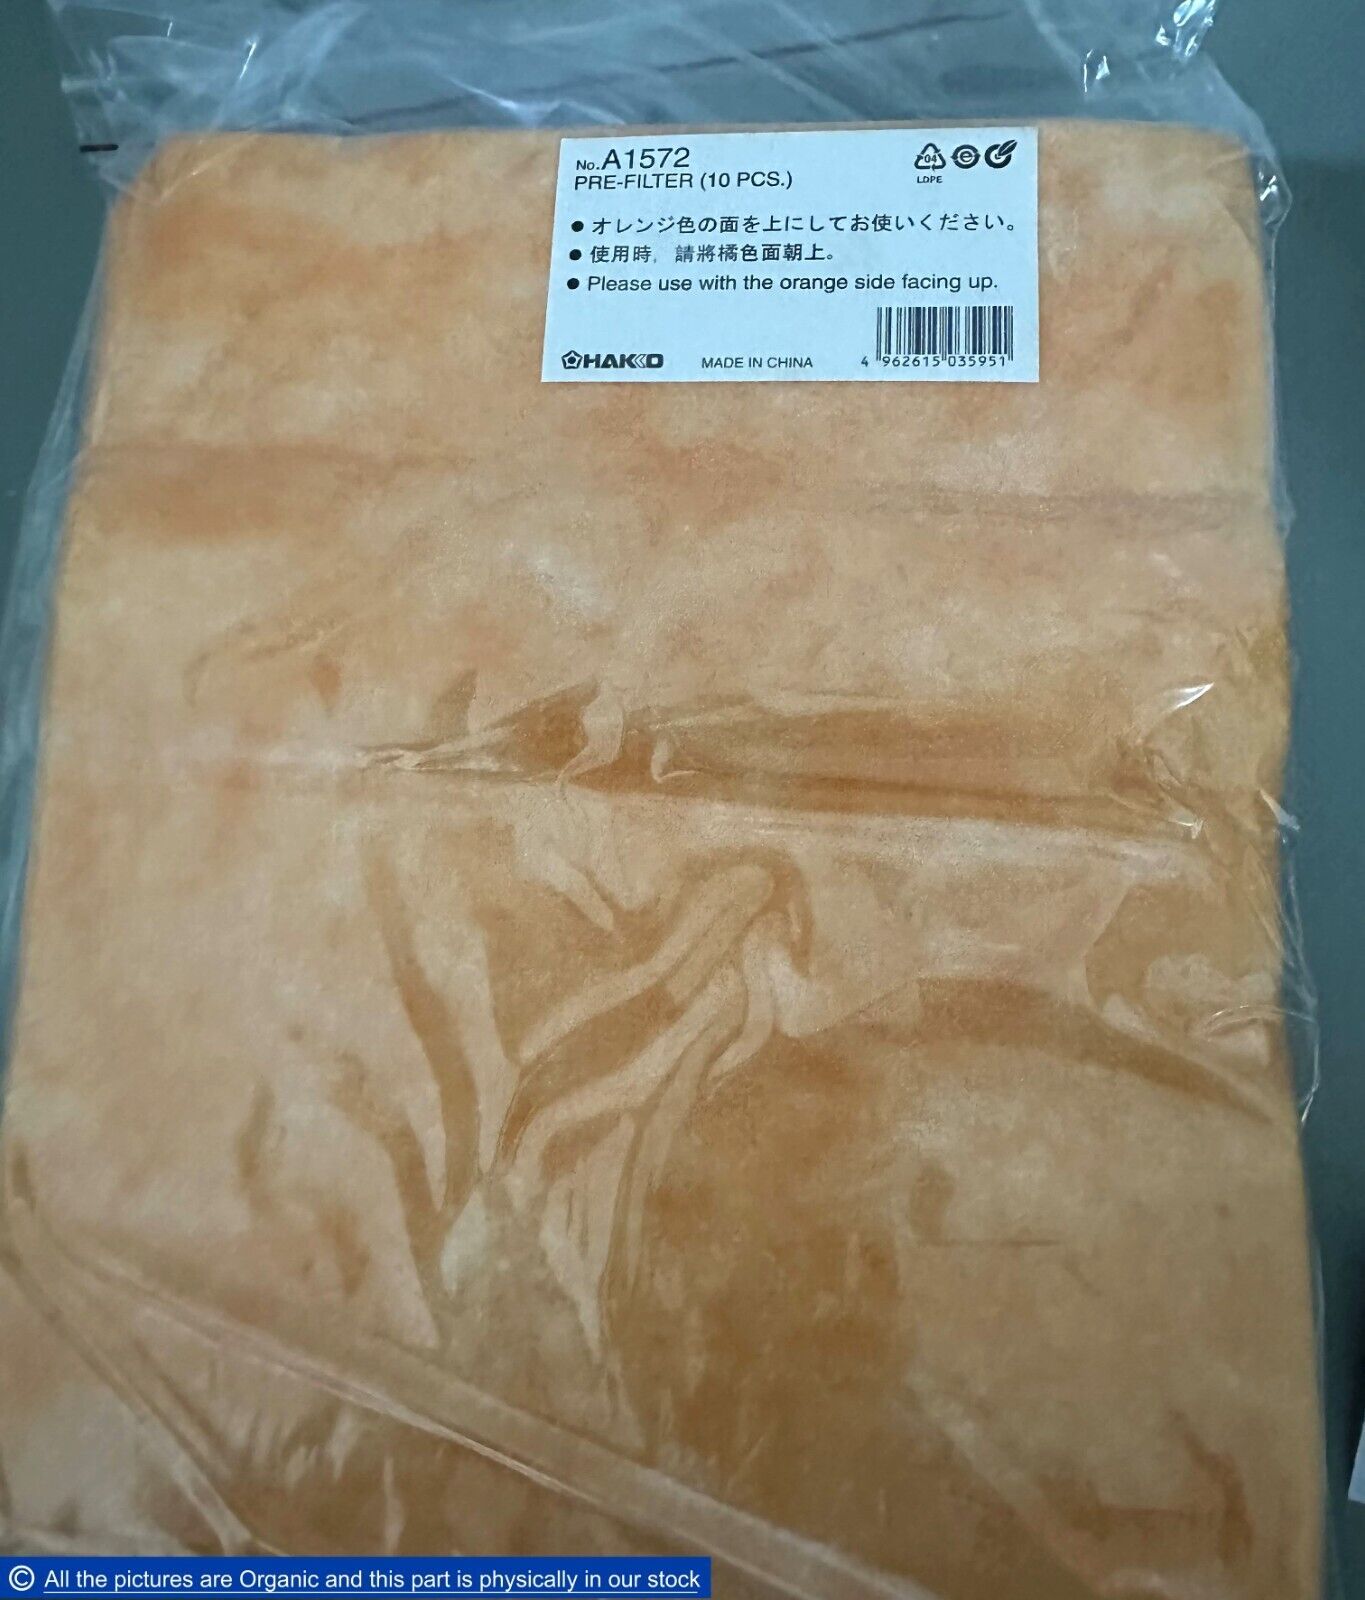 No.A1572
PRE-FILTER (10 PCS.)
04
LDPE
● オレンジ色の面を上にしてお使いください。
● 使用時, 請將橘色面朝上。
● Please use with the orange side facing up.
HAKKO
MADE IN CHINA
4 962615 035951
© All the pictures are Organic and this part is physically in our stock